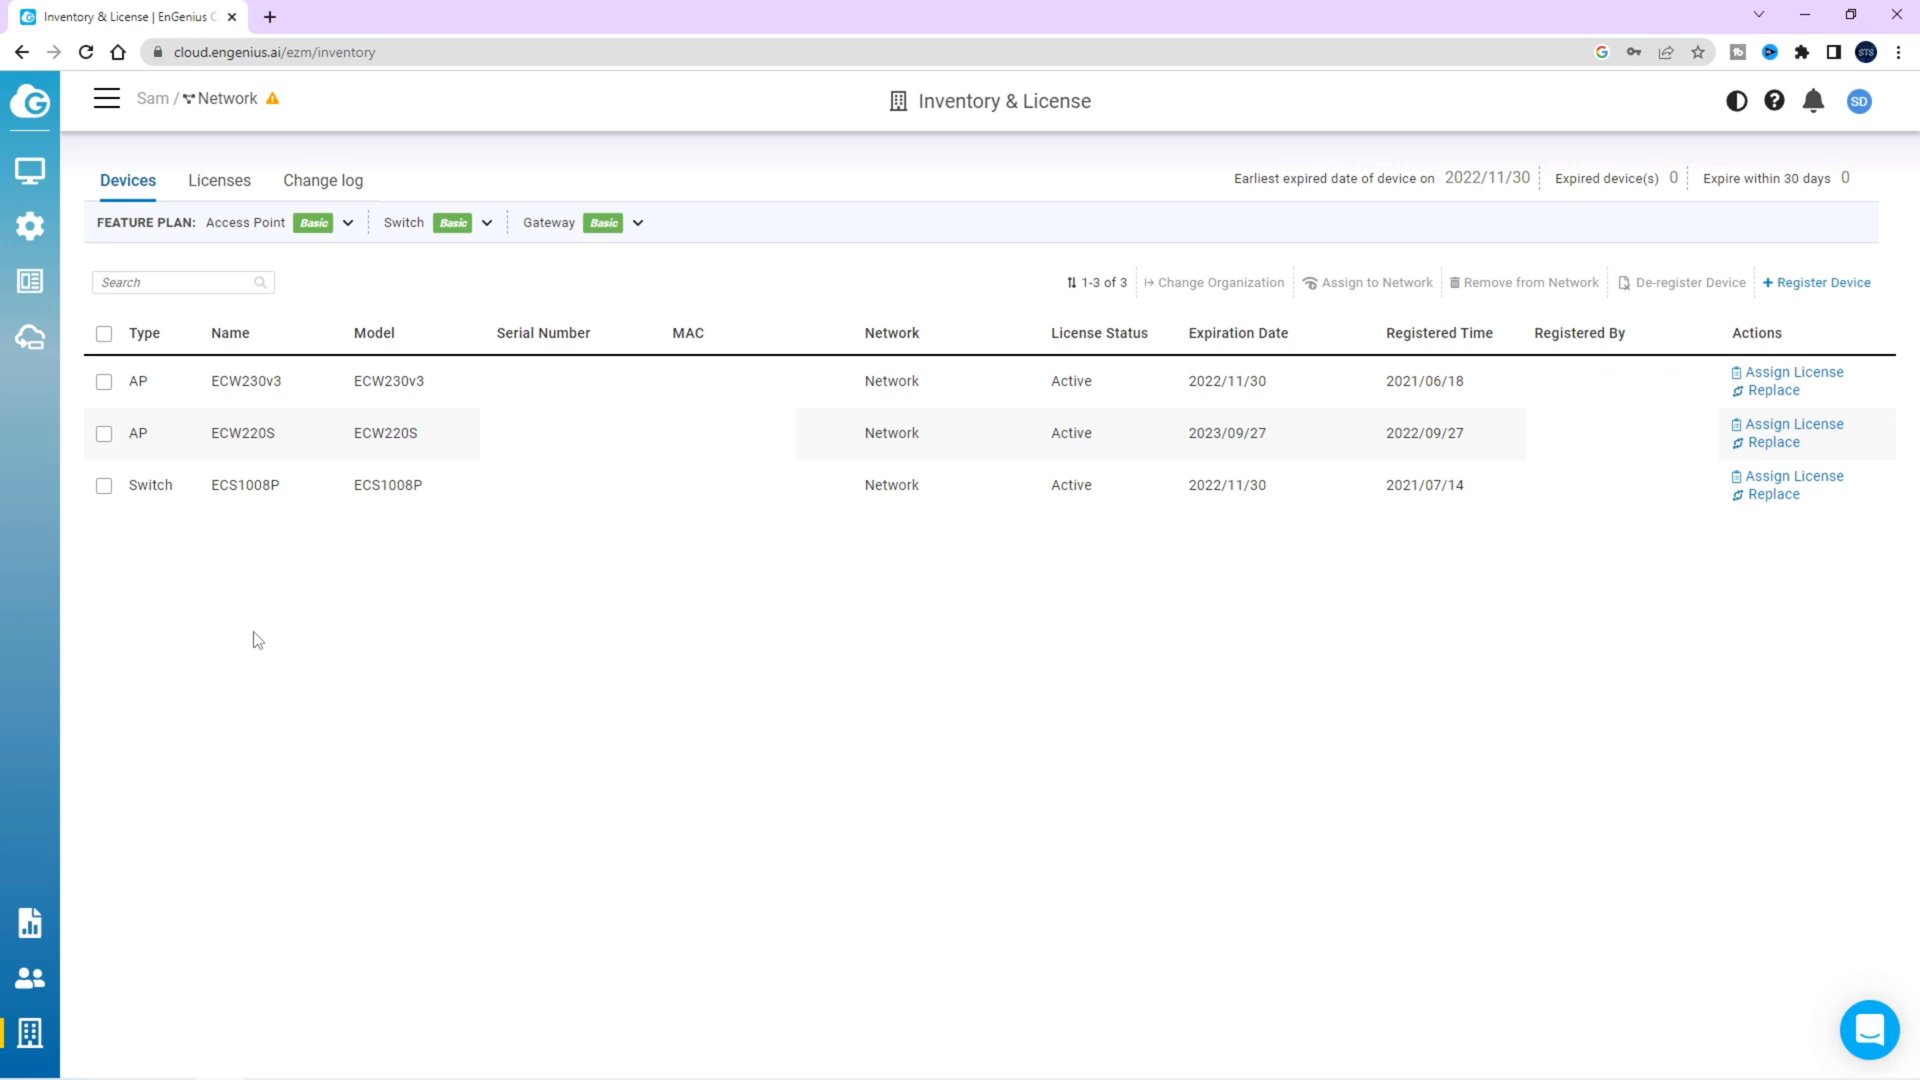 Inventory & License | EnGenius C
cloud.engenius.ai/ezm/inventory
STS
Sam / Network
Inventory & License
SD
Devices Licenses Change log
Earliest expired date of device on 2022/11/30 Expired device(s) 0 Expire within 30 days 0
FEATURE PLAN: Access Point Basic Switch Basic Gateway Basic
Search
1-3 of 3 Change Organization Assign to Network Remove from Network De-register Device + Register Device
Type Name Model Serial Number MAC Network License Status Expiration Date Registered Time Registered By Actions
AP ECW230v3 ECW230v3 Network Active 2022/11/30 2021/06/18 Assign License
Replace
AP ECW220S ECW220S Network Active 2023/09/27 2022/09/27 Assign License
Replace
Switch ECS1008P ECS1008P Network Active 2022/11/30 2021/07/14 Assign License
Replace